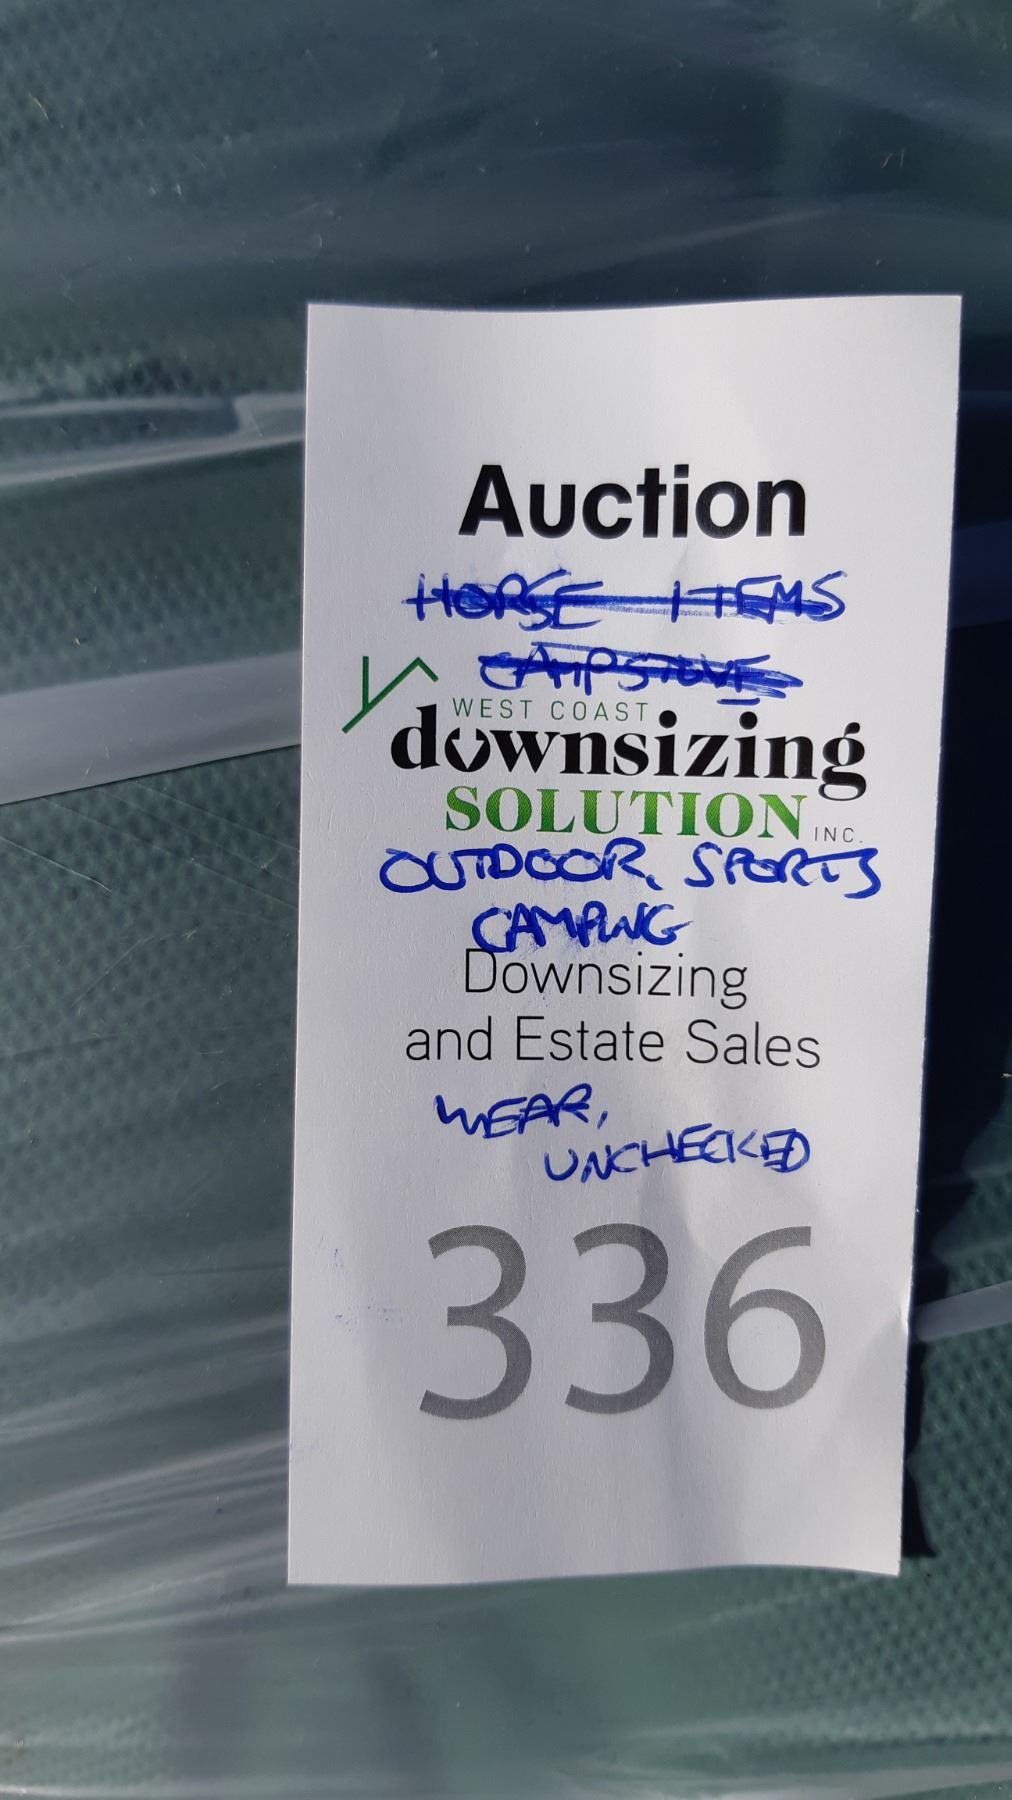 Auction
HORSE ITEMS
CAMPSTOVE
WEST COAST
downsizing
SOLUTION INC.
OUTDOOR, SPORTS
CAMPING
Downsizing
and Estate Sales
WEAR,
UNCHECKED
336